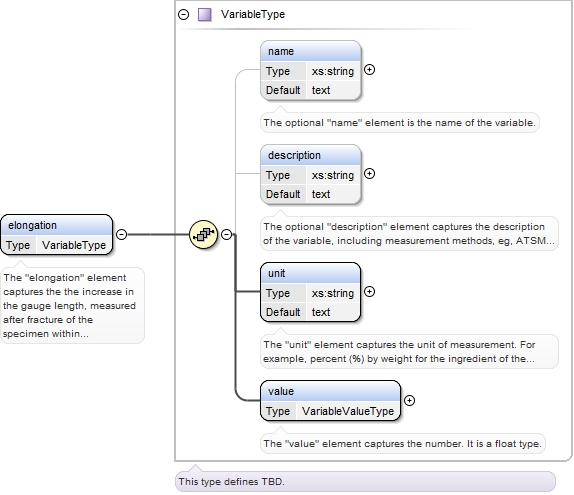 VariableType
name
Type xs:string
Default text
The optional "name" element is the name of the variable.
description
Type xs:string
Default text
The optional "description" element captures the description
of the variable, including measurement methods, eg, ATSM...
elongation
Type VariableType
The "elongation" element
captures the the increase in
the gauge length, measured
after fracture of the
specimen within...
unit
Type xs:string
Default text
The "unit" element captures the unit of measurement. For
example, percent (%) by weight for the ingredient of the...
value
Type VariableValueType
The "value" element captures the number. It is a float type.
This type defines TBD.